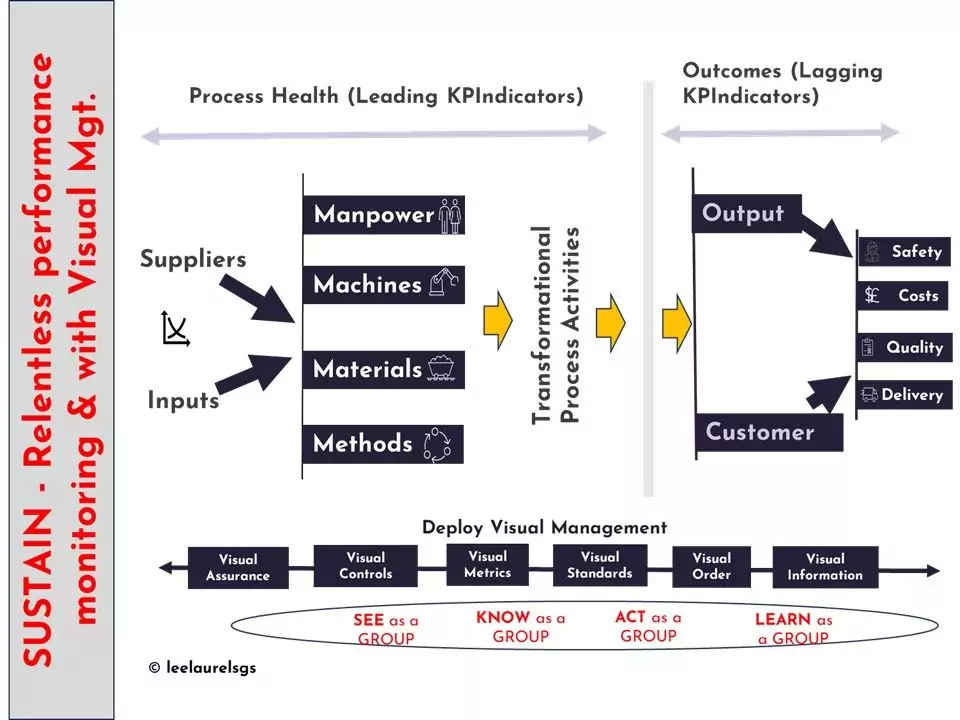 SUSTAIN - Relentless performance
monitoring & with Visual Mgt.
Process Health (Leading KPIndicators)
Outcomes (Lagging
KPIndicators)
Suppliers
Inputs
Manpower
Machines
Materials
Methods
Transformational
Process Activities
Output
Customer
Safety
£
Costs
Quality
Delivery
Deploy Visual Management
Visual
Assurance
Visual
Controls
Visual
Metrics
Visual
Standards
Visual
Order
Visual
Information
SEE as a
GROUP
KNOW as a
GROUP
ACT as a
GROUP
LEARN as
a GROUP
© leelaurelsgs